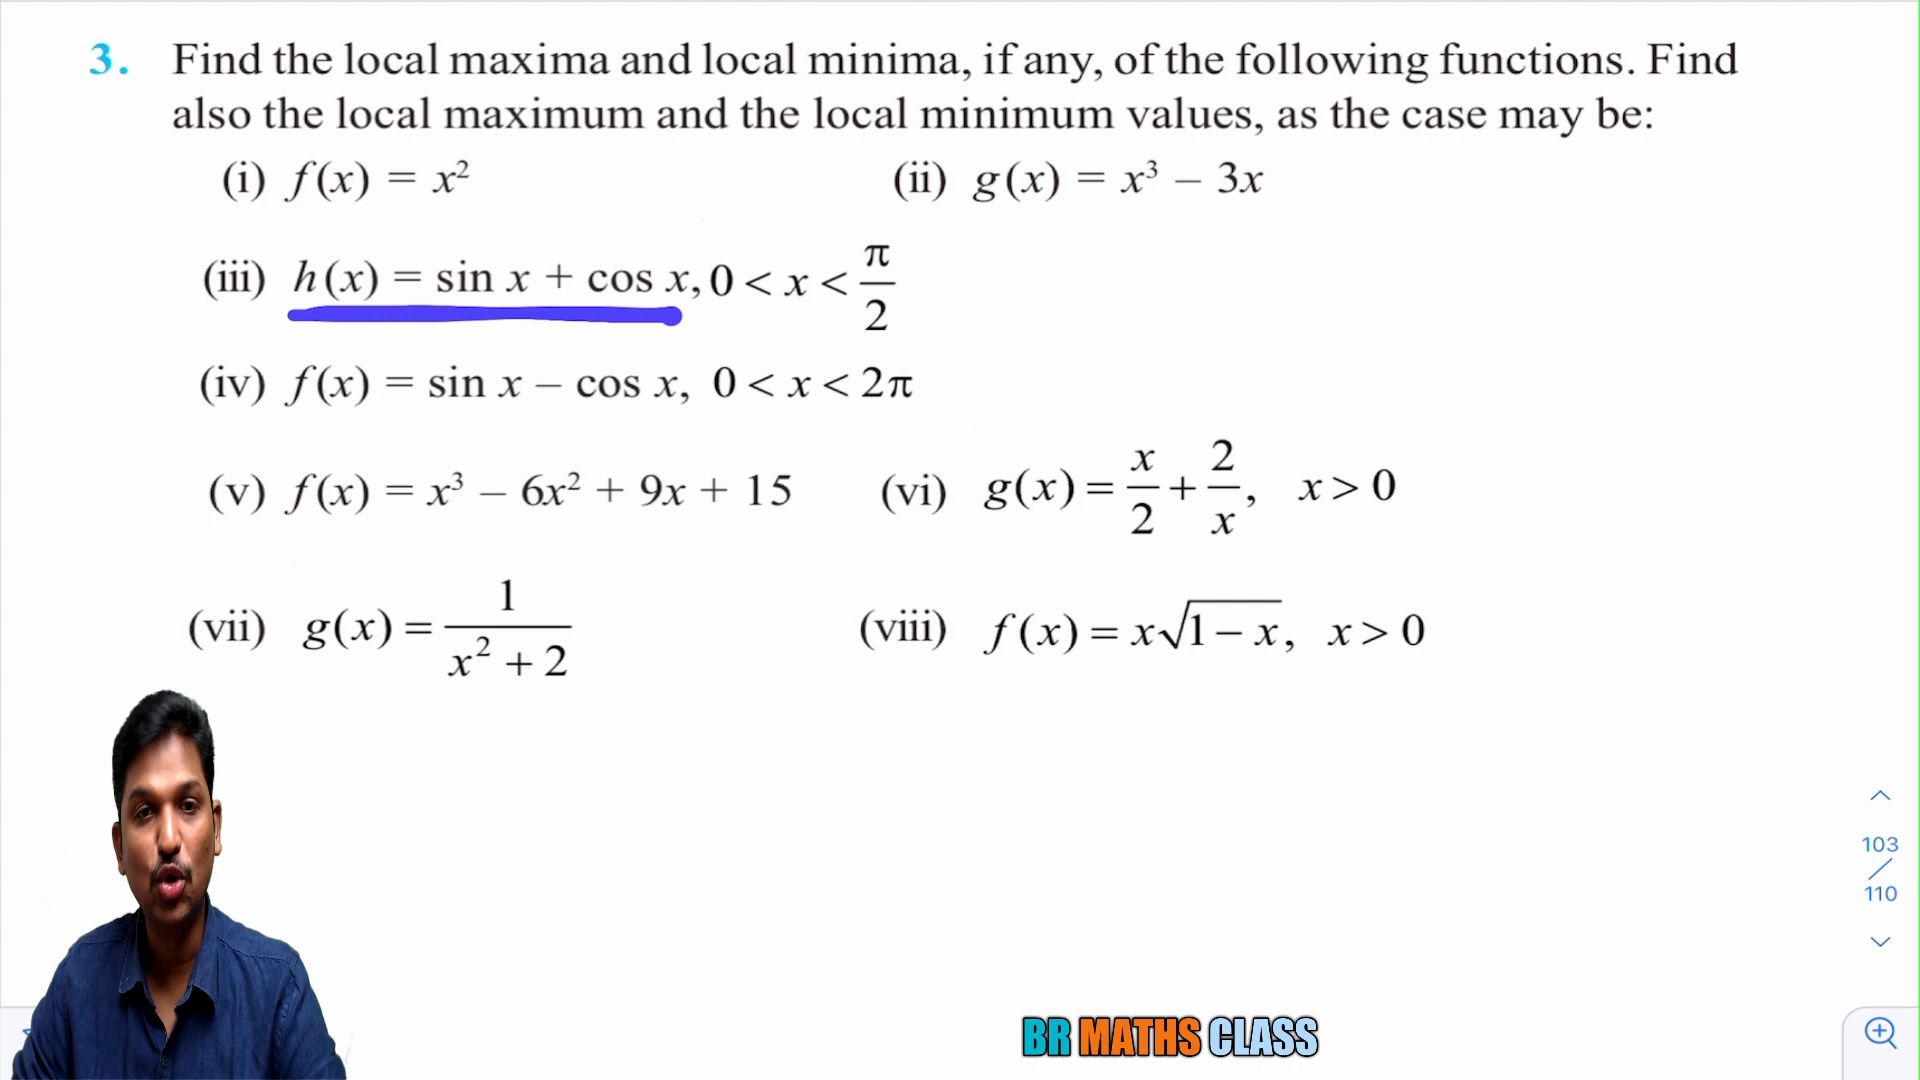 3. Find the local maxima and local minima, if any, of the following functions. Find
also the local maximum and the local minimum values, as the case may be:
(i) f(x) = x² (ii) g(x) = x³ – 3x
(iii) h(x) = sin x + cos x, 0 < x < π/2
(iv) f(x) = sin x – cos x, 0 < x < 2π
(v) f(x) = x³ – 6x² + 9x + 15 (vi) g(x) = x/2 + 2/x, x > 0
(vii) g(x) = 1/(x² + 2) (viii) f(x) = x√(1 – x), x > 0
103
/
110
BR MATHS CLASS